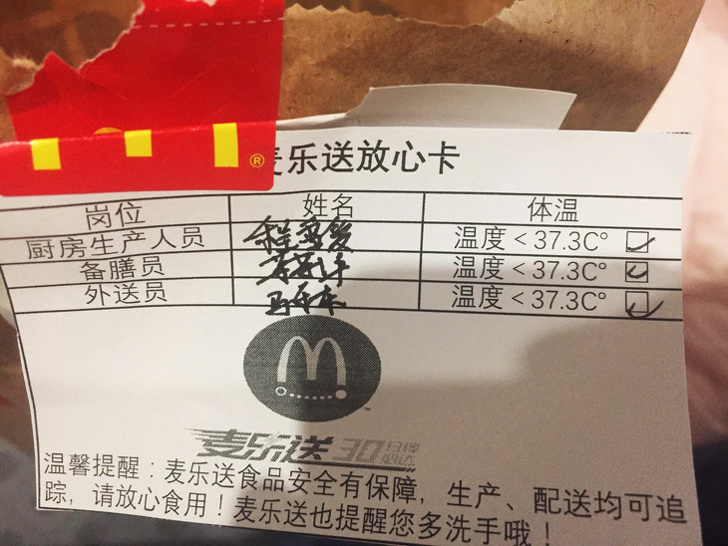 ®
麦乐送放心卡
岗位 姓名 体温
厨房生产人员 温度<37.3C°
备膳员 温度<37.3C°
外送员 温度<37.3C°
麦乐送 30
温馨提醒：麦乐送食品安全有保障，生产、配送均可追
踪，请放心食用！麦乐送也提醒您多洗手哦！